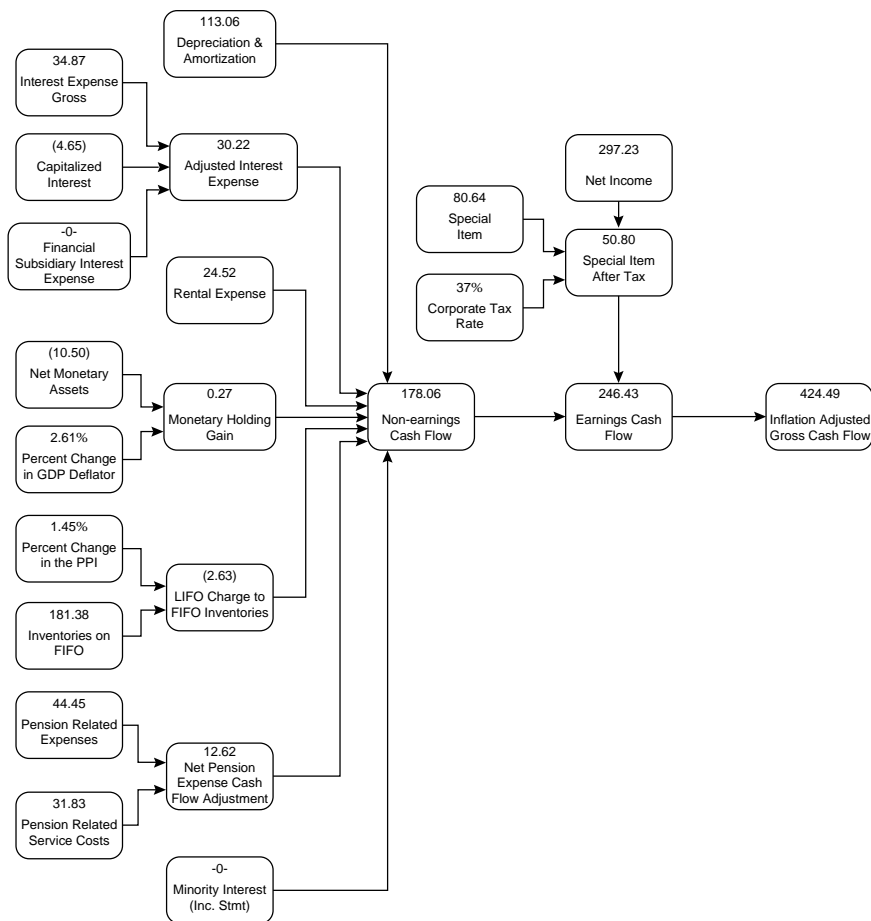 113.06
Depreciation &
Amortization
34.87
Interest Expense
Gross
(4.65)
Capitalized
Interest
-0-
Financial
Subsidiary Interest
Expense
30.22
Adjusted Interest
Expense
24.52
Rental Expense
297.23
Net Income
80.64
Special
Item
37%
Corporate Tax
Rate
50.80
Special Item
After Tax
(10.50)
Net Monetary
Assets
2.61%
Percent Change
in GDP Deflator
0.27
Monetary Holding
Gain
178.06
Non-earnings
Cash Flow
246.43
Earnings Cash
Flow
424.49
Inflation Adjusted
Gross Cash Flow
1.45%
Percent Change
in the PPI
181.38
Inventories on
FIFO
(2.63)
LIFO Charge to
FIFO Inventories
44.45
Pension Related
Expenses
31.83
Pension Related
Service Costs
12.62
Net Pension
Expense Cash
Flow Adjustment
-0-
Minority Interest
(Inc. Stmt)